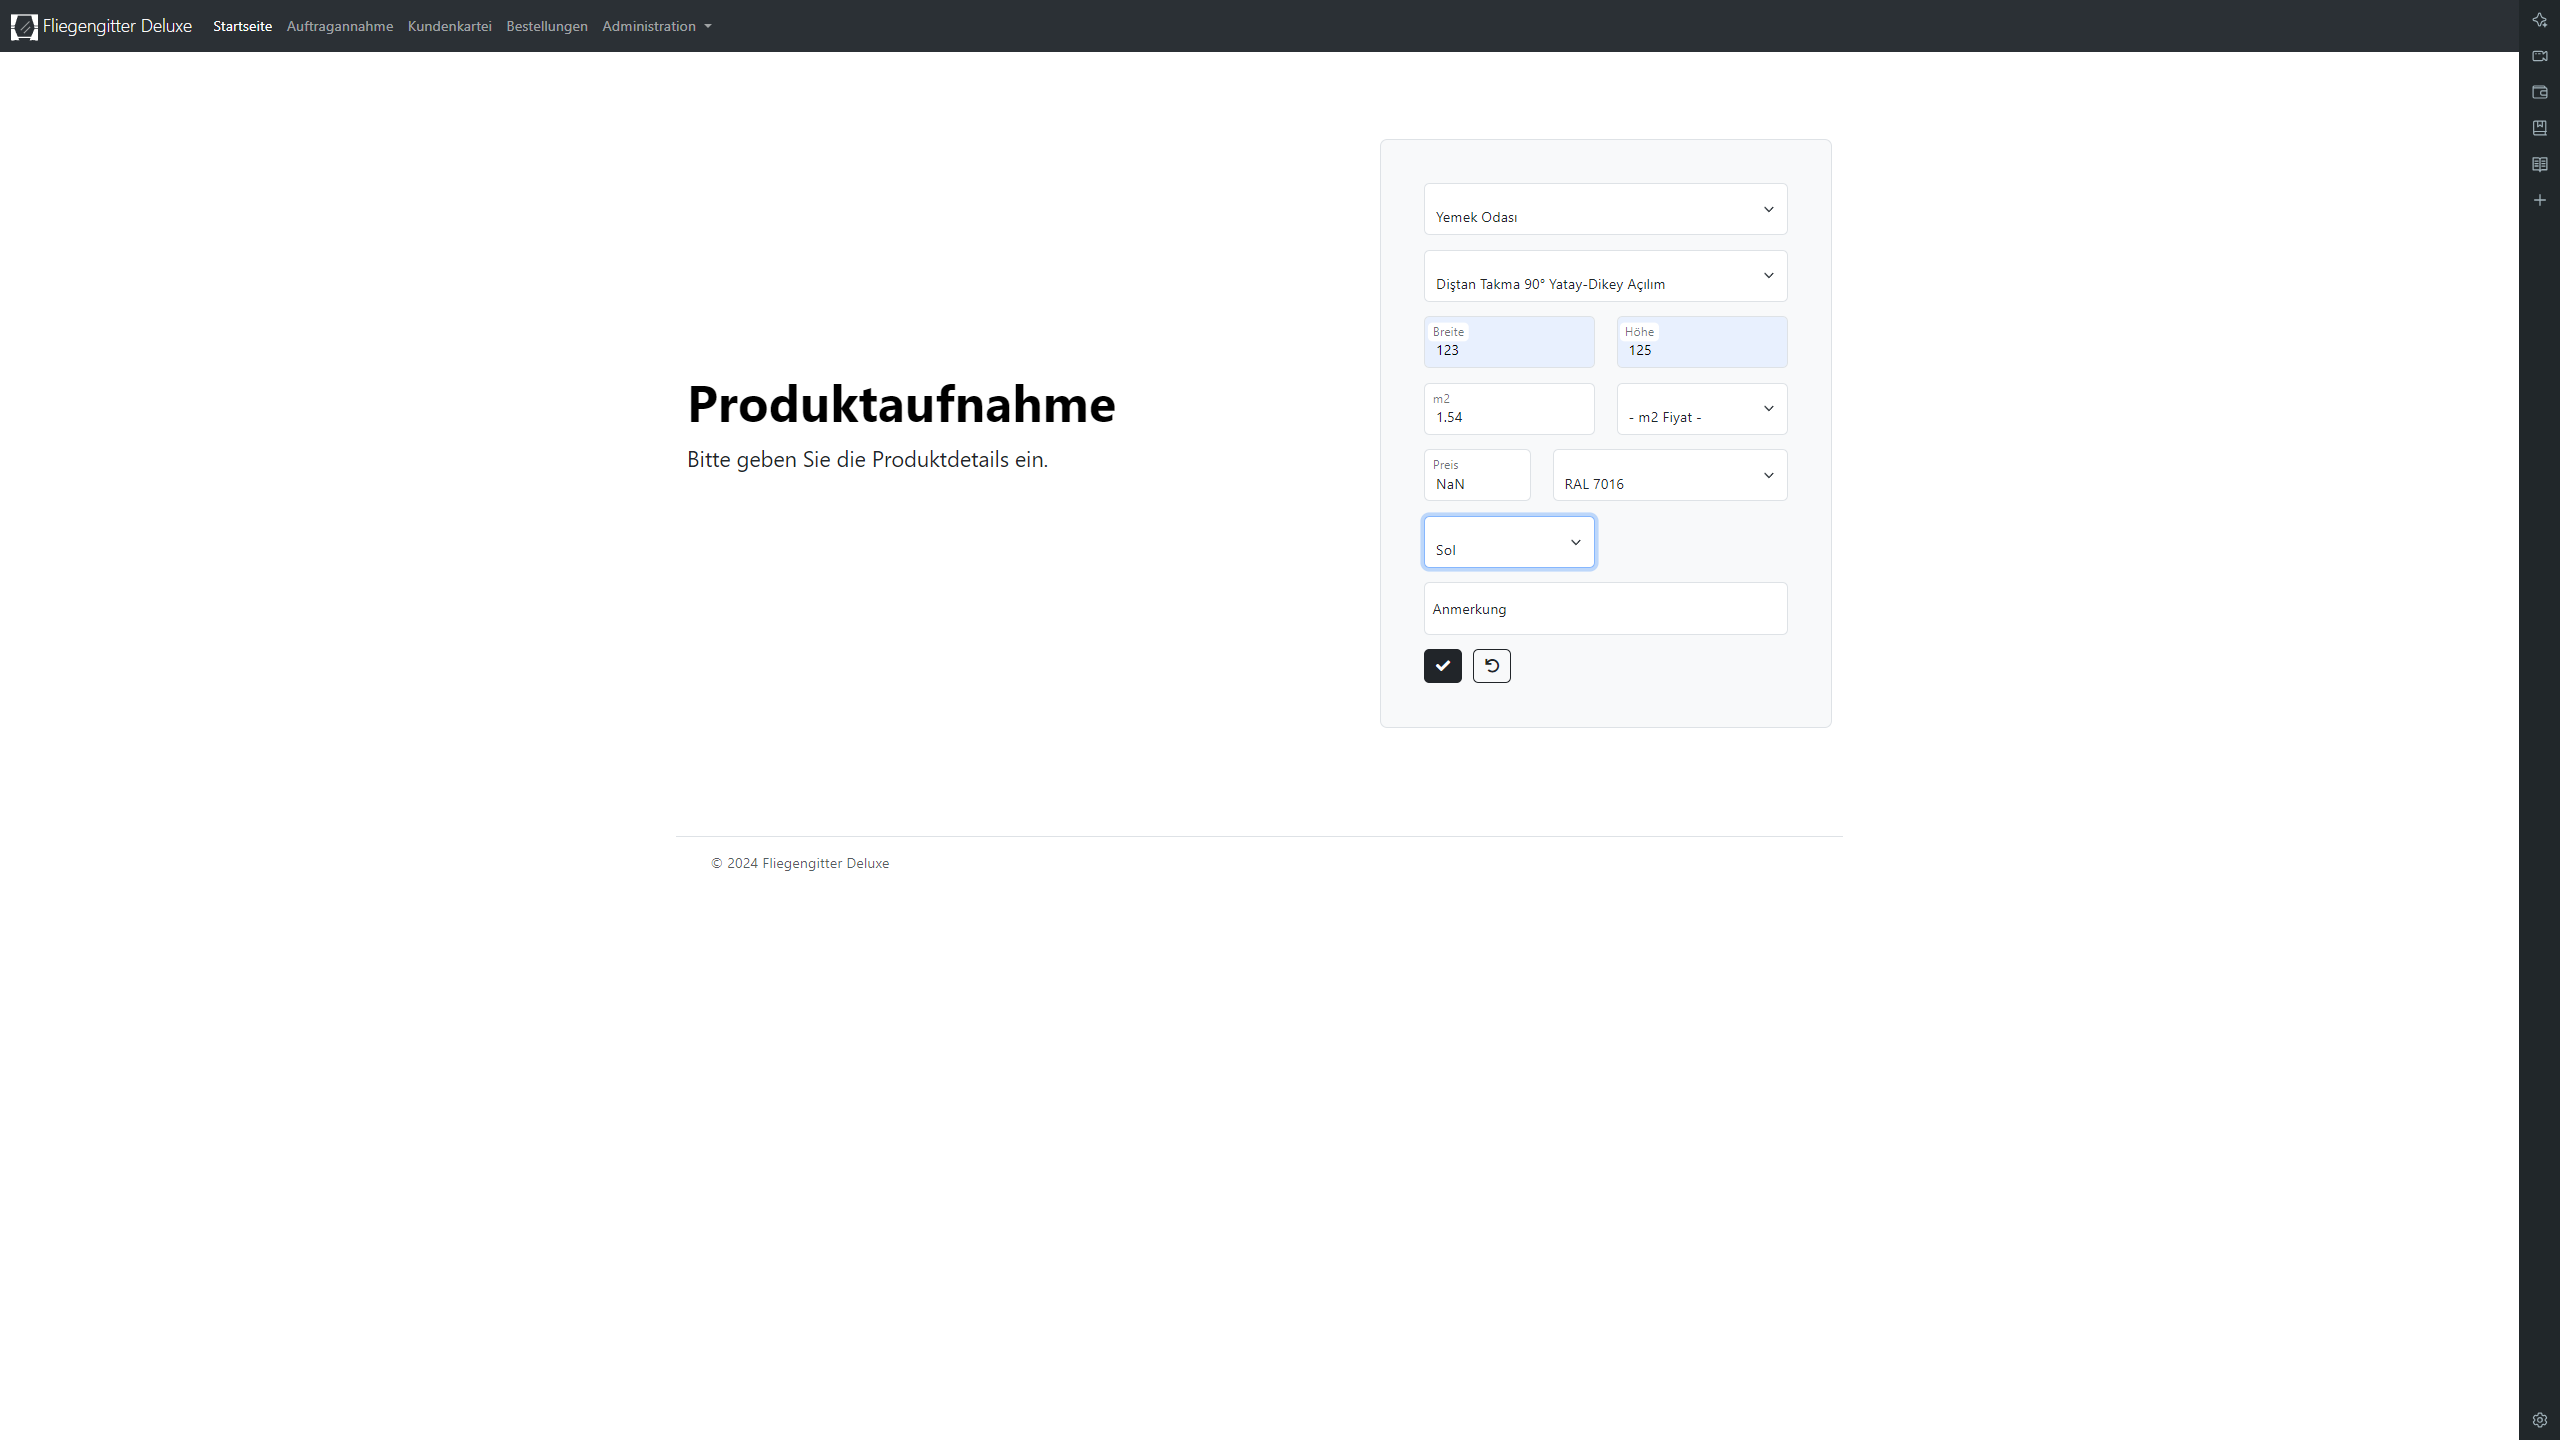 Fliegengitter Deluxe Startseite Auftragannahme Kundenkartei Bestellungen Administration
Produktaufnahme
Bitte geben Sie die Produktdetails ein.
Yemek Odası
Diştan Takma 90° Yatay-Dikey Açılım
Breite
123
Höhe
125
m2
1.54
- m2 Fiyat -
Preis
NaN
RAL 7016
Sol
Anmerkung
© 2024 Fliegengitter Deluxe